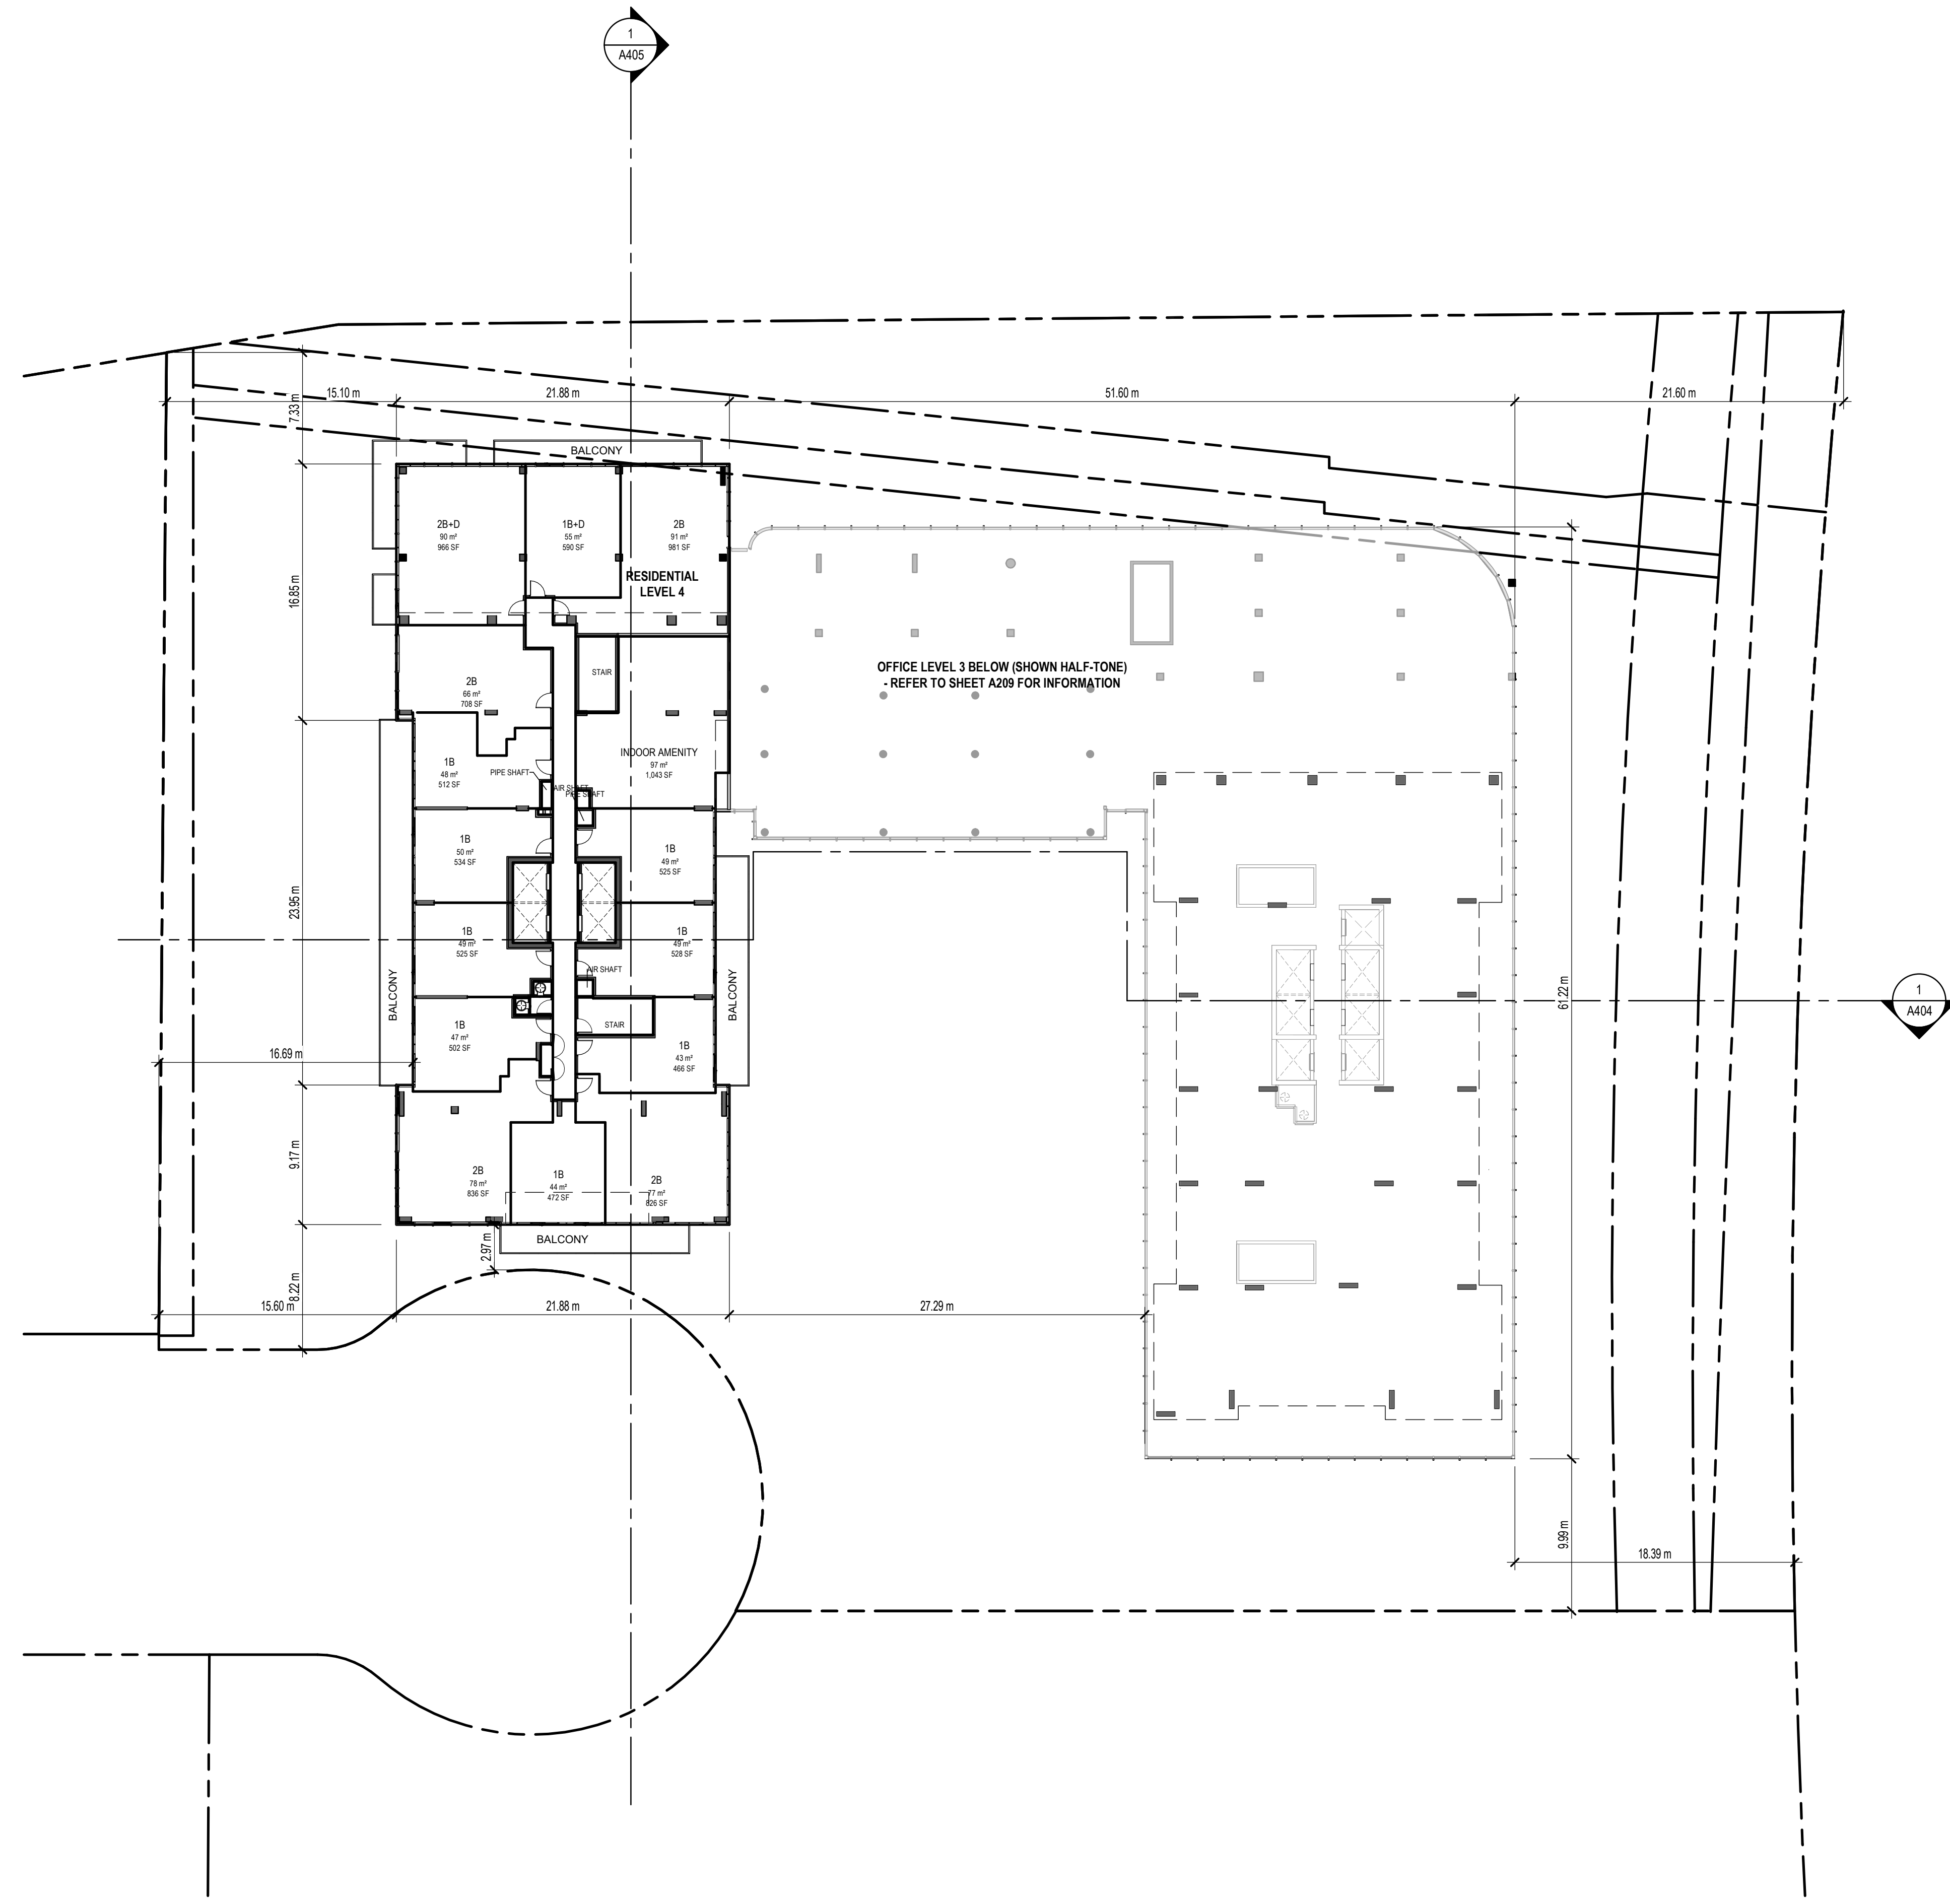 1
A405
15.10 m
21.88 m
51.60 m
21.60 m
7.33 m
BALCONY
2B+D
90 m²
966 SF
1B+D
55 m²
590 SF
2B
91 m²
981 SF
RESIDENTIAL
LEVEL 4
16.85 m
STAIR
OFFICE LEVEL 3 BELOW (SHOWN HALF-TONE)
- REFER TO SHEET A209 FOR INFORMATION
2B
66 m²
708 SF
INDOOR AMENITY
97 m²
1,043 SF
1B
48 m²
512 SF
PIPE SHAFT
AIR SHAFT
PIPE SHAFT
1B
50 m²
534 SF
1B
49 m²
525 SF
23.95 m
1B
49 m²
525 SF
1B
49 m²
528 SF
AIR SHAFT
BALCONY
BALCONY
61.22 m
1
A404
1B
47 m²
502 SF
STAIR
1B
43 m²
466 SF
16.69 m
9.17 m
2B
78 m²
836 SF
1B
44 m²
472 SF
2B
77 m²
826 SF
BALCONY
2.97 m
8.22 m
15.60 m
21.88 m
27.29 m
9.99 m
18.39 m